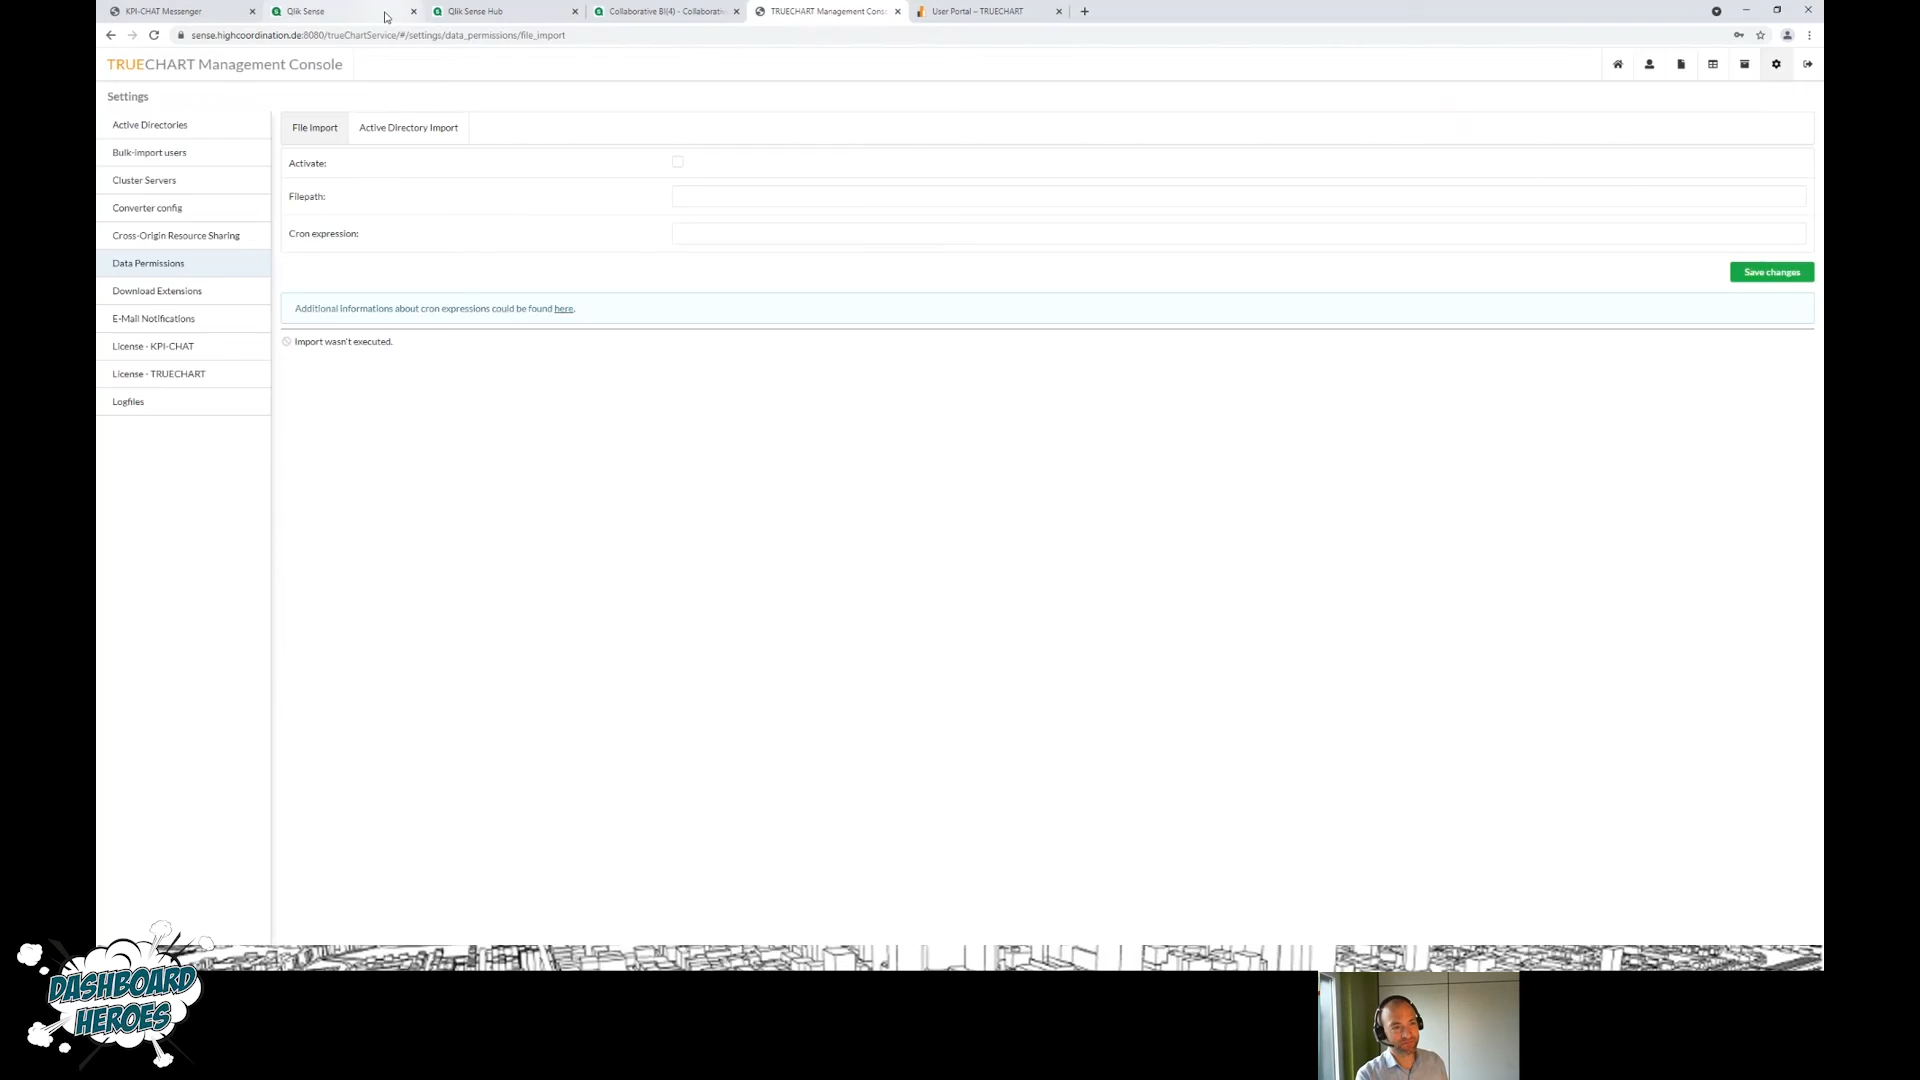 KPI-CHAT Messenger
Qlik Sense
Qlik Sense Hub
Collaborative BI(4) - Collaborativ
TRUECHART Management Cons
User Portal – TRUECHART
sense.highcoordination.de:8080/trueChartService/#/settings/data_permissions/file_import
TRUECHART Management Console
Settings
Active Directories
Bulk-import users
Cluster Servers
Converter config
Cross-Origin Resource Sharing
Data Permissions
Download Extensions
E-Mail Notifications
License - KPI-CHAT
License - TRUECHART
Logfiles
File Import
Active Directory Import
Activate:
Filepath:
Cron expression:
Save changes
Additional informations about cron expressions could be found here.
Import wasn't executed.
DASHBOARD
HEROES